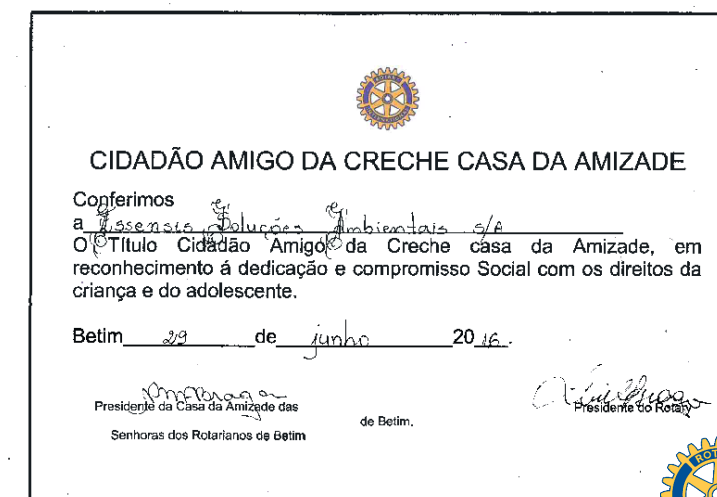 CIDADÃO AMIGO DA CRECHE CASA DA AMIZADE
Conferimos
a Essensis Soluções Ambientais S/A
O Título Cidadão Amigo da Creche casa da Amizade, em
reconhecimento á dedicação e compromisso Social com os direitos da
criança e do adolescente.
Betim 29 de junho 2016.
Presidente da Casa da Amizade das
Presidente do Rotary
Senhoras dos Rotarianos de Betim
de Betim.